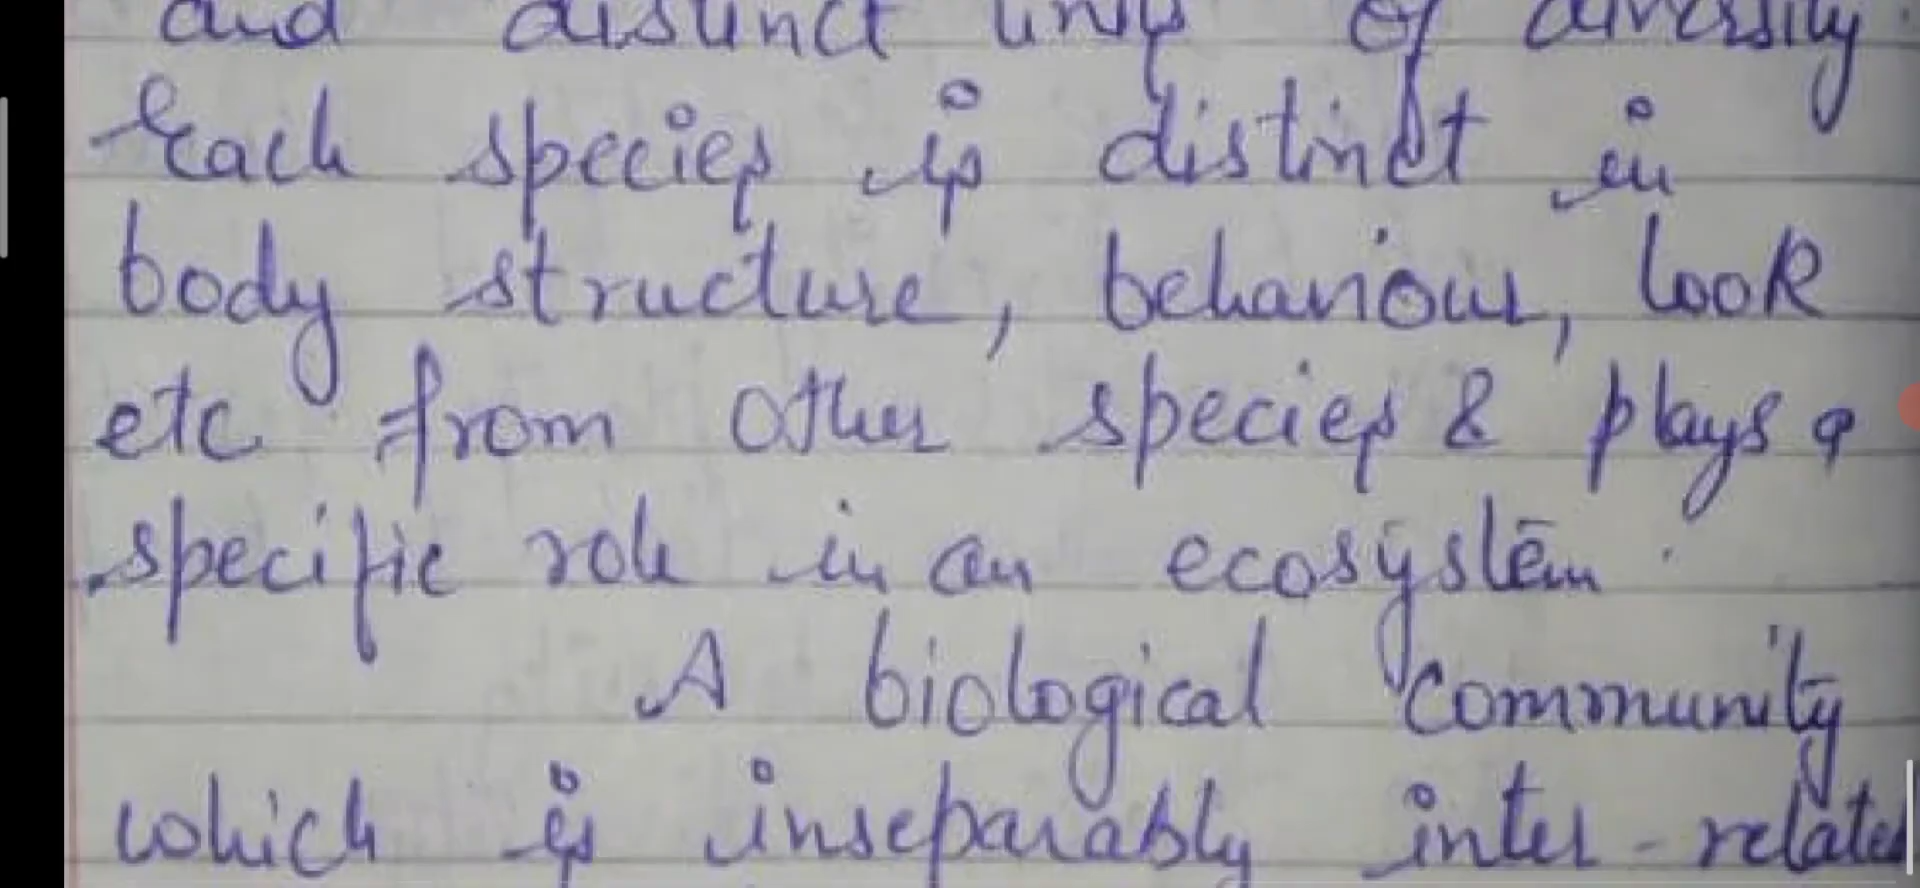 and distinct units of diversity.
Each species is distinct in
body structure, behaviour, look
etc from other species & plays a
specific role in an ecosystem.
A biological community
which is inseparably inter-related